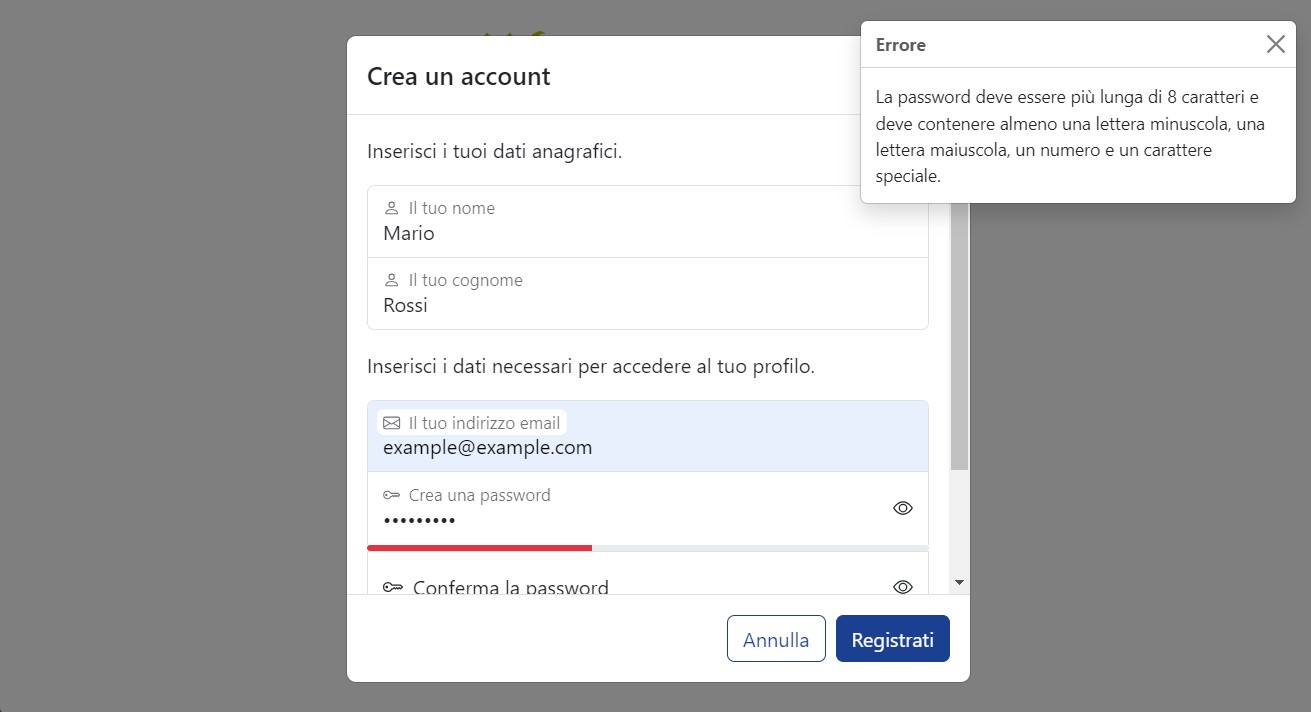 Crea un account
Errore
La password deve essere più lunga di 8 caratteri e
deve contenere almeno una lettera minuscola, una
lettera maiuscola, un numero e un carattere
speciale.
Inserisci i tuoi dati anagrafici.
Il tuo nome
Mario
Il tuo cognome
Rossi
Inserisci i dati necessari per accedere al tuo profilo.
Il tuo indirizzo email
example@example.com
Crea una password
•••••••••
Conferma la password
Annulla
Registrati